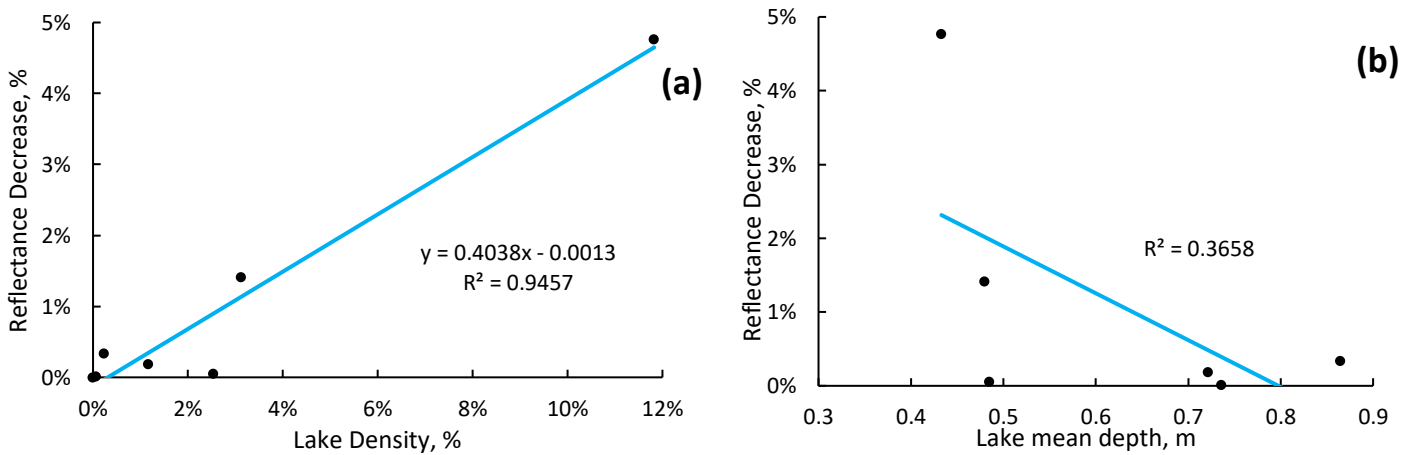 5%
4%
3%
2%
1%
0%
Reflectance Decrease, %
(a)
y = 0.4038x - 0.0013
R² = 0.9457
0% 2% 4% 6% 8% 10% 12%
Lake Density, %
5%
4%
3%
2%
1%
0%
Reflectance Decrease, %
(b)
R² = 0.3658
0.3 0.4 0.5 0.6 0.7 0.8 0.9
Lake mean depth, m